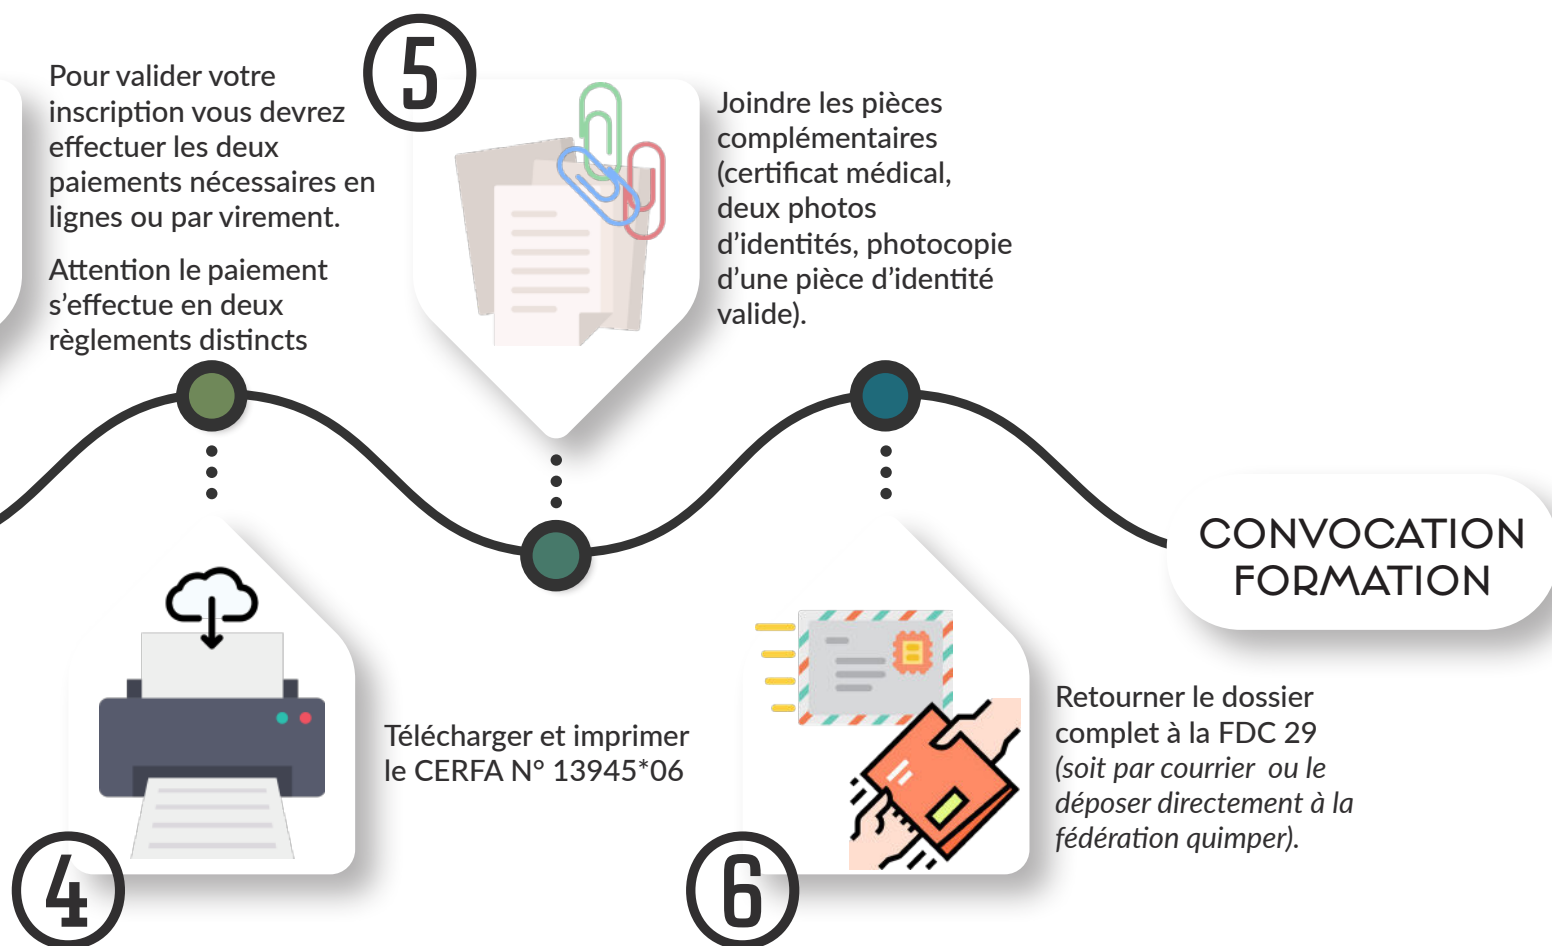 Pour valider votre
inscription vous devrez
effectuer les deux
paiements nécessaires en
lignes ou par virement.
Attention le paiement
s’effectue en deux
règlements distincts
4
Télécharger et imprimer
le CERFA N° 13945*06
5
Joindre les pièces
complémentaires
(certificat médical,
deux photos
d’identités, photocopie
d’une pièce d’identité
valide).
6
Retourner le dossier
complet à la FDC 29
(soit par courrier  ou le
déposer directement à la
fédération quimper).
CONVOCATION
FORMATION